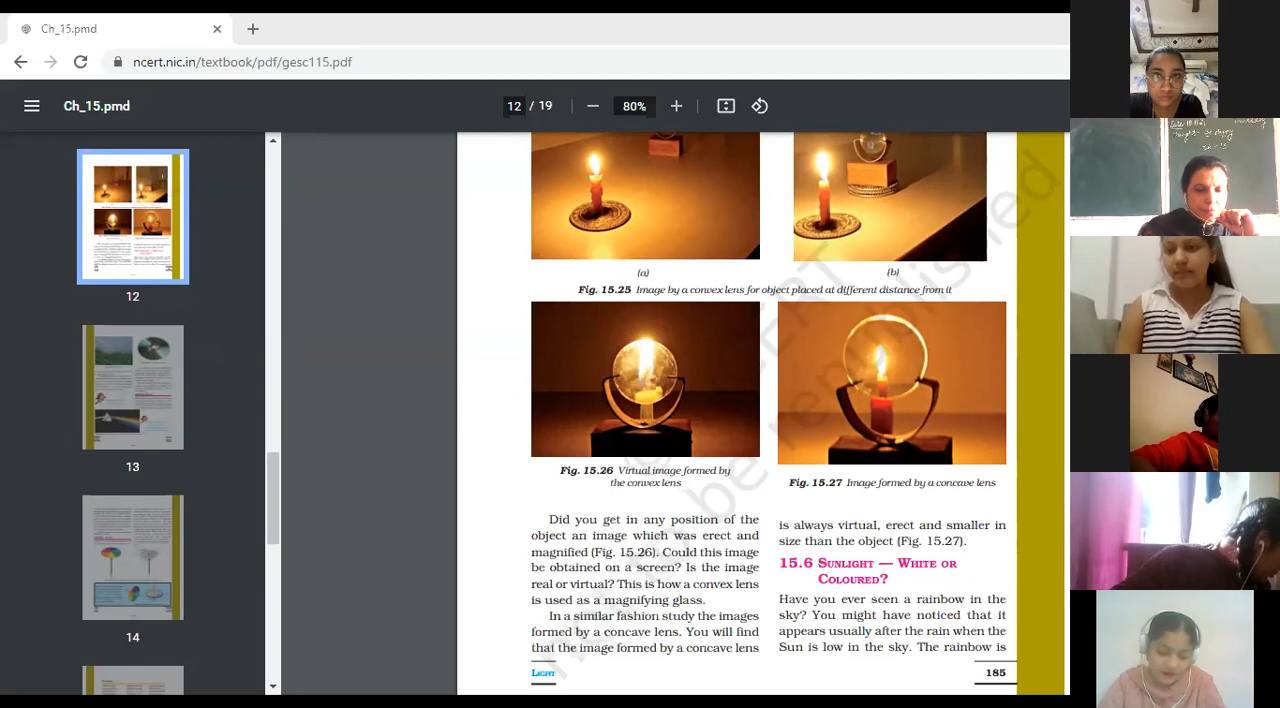 Ch_15.pmd
ncert.nic.in/textbook/pdf/gesc115.pdf
Ch_15.pmd
12 / 19
80%
12
13
14
(a)
(b)
Fig. 15.25 Image by a convex lens for object placed at different distance from it
Fig. 15.26 Virtual image formed by
the convex lens
Fig. 15.27 Image formed by a concave lens
Did you get in any position of the
object an image which was erect and
magnified (Fig. 15.26). Could this image
be obtained on a screen? Is the image
real or virtual? This is how a convex lens
is used as a magnifying glass.
In a similar fashion study the images
formed by a concave lens. You will find
that the image formed by a concave lens
is always virtual, erect and smaller in
size than the object (Fig. 15.27).
15.6 SUNLIGHT — WHITE OR
COLOURED?
Have you ever seen a rainbow in the
sky? You might have noticed that it
appears usually after the rain when the
Sun is low in the sky. The rainbow is
LIGHT
185